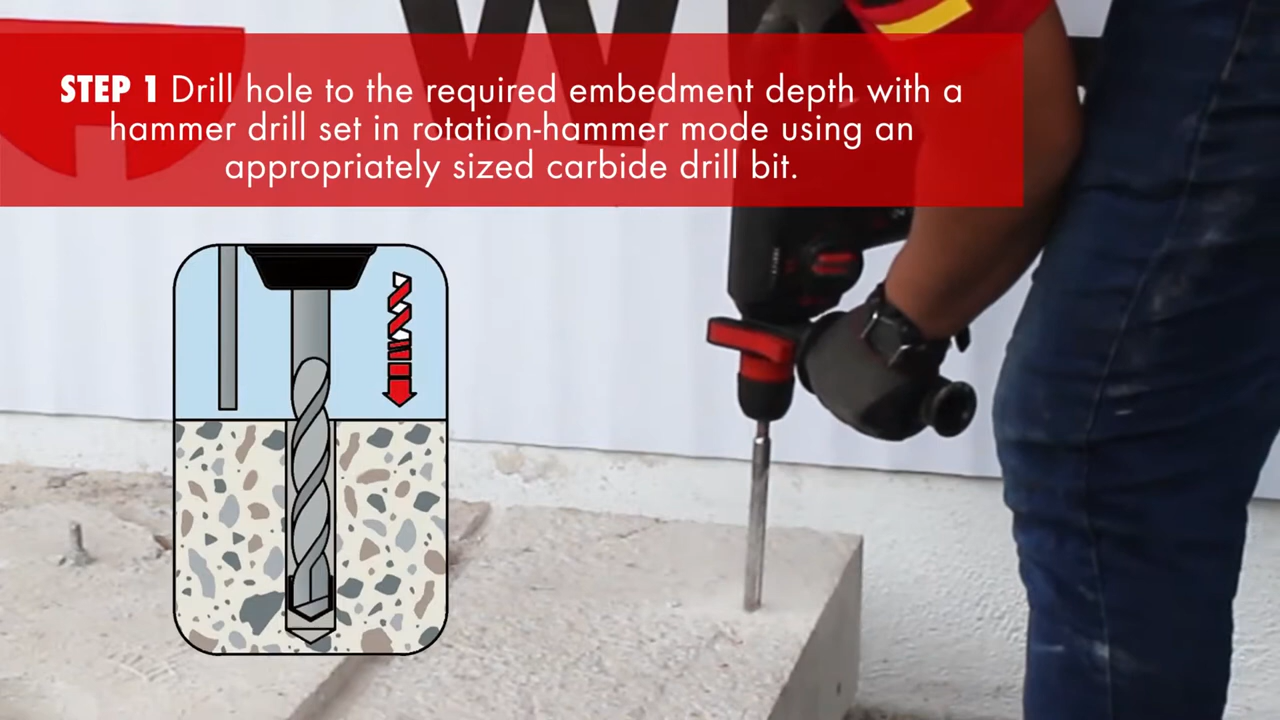 STEP 1 Drill hole to the required embedment depth with a
hammer drill set in rotation-hammer mode using an
appropriately sized carbide drill bit.